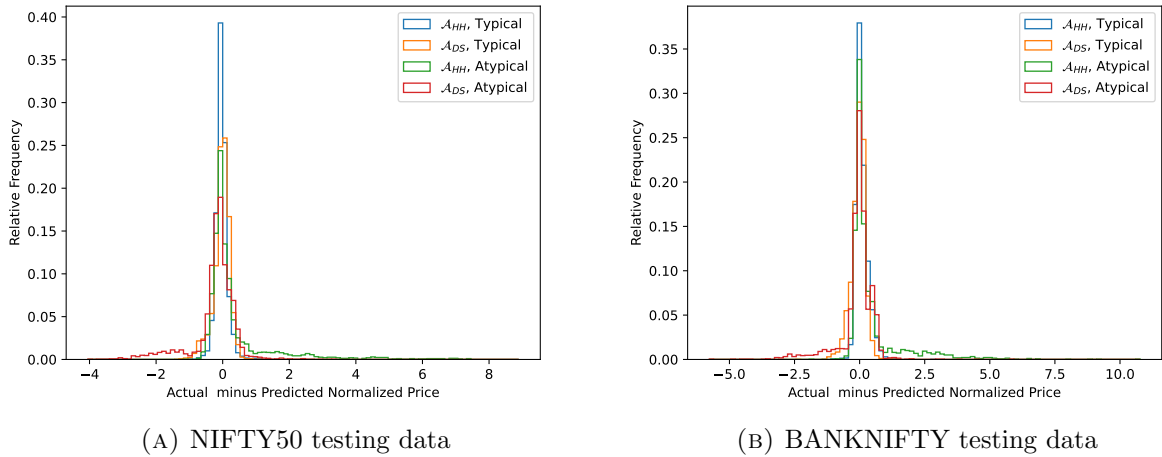 0.40
0.35
0.30
0.25
0.20
0.15
0.10
0.05
0.00
Relative Frequency
−4 −2 0 2 4 6 8
Actual minus Predicted Normalized Price
𝒜HH, Typical
𝒜DS, Typical
𝒜HH, Atypical
𝒜DS, Atypical
(A) NIFTY50 testing data
0.35
0.30
0.25
0.20
0.15
0.10
0.05
0.00
Relative Frequency
−5.0 −2.5 0.0 2.5 5.0 7.5 10.0
Actual minus Predicted Normalized Price
𝒜HH, Typical
𝒜DS, Typical
𝒜HH, Atypical
𝒜DS, Atypical
(B) BANKNIFTY testing data